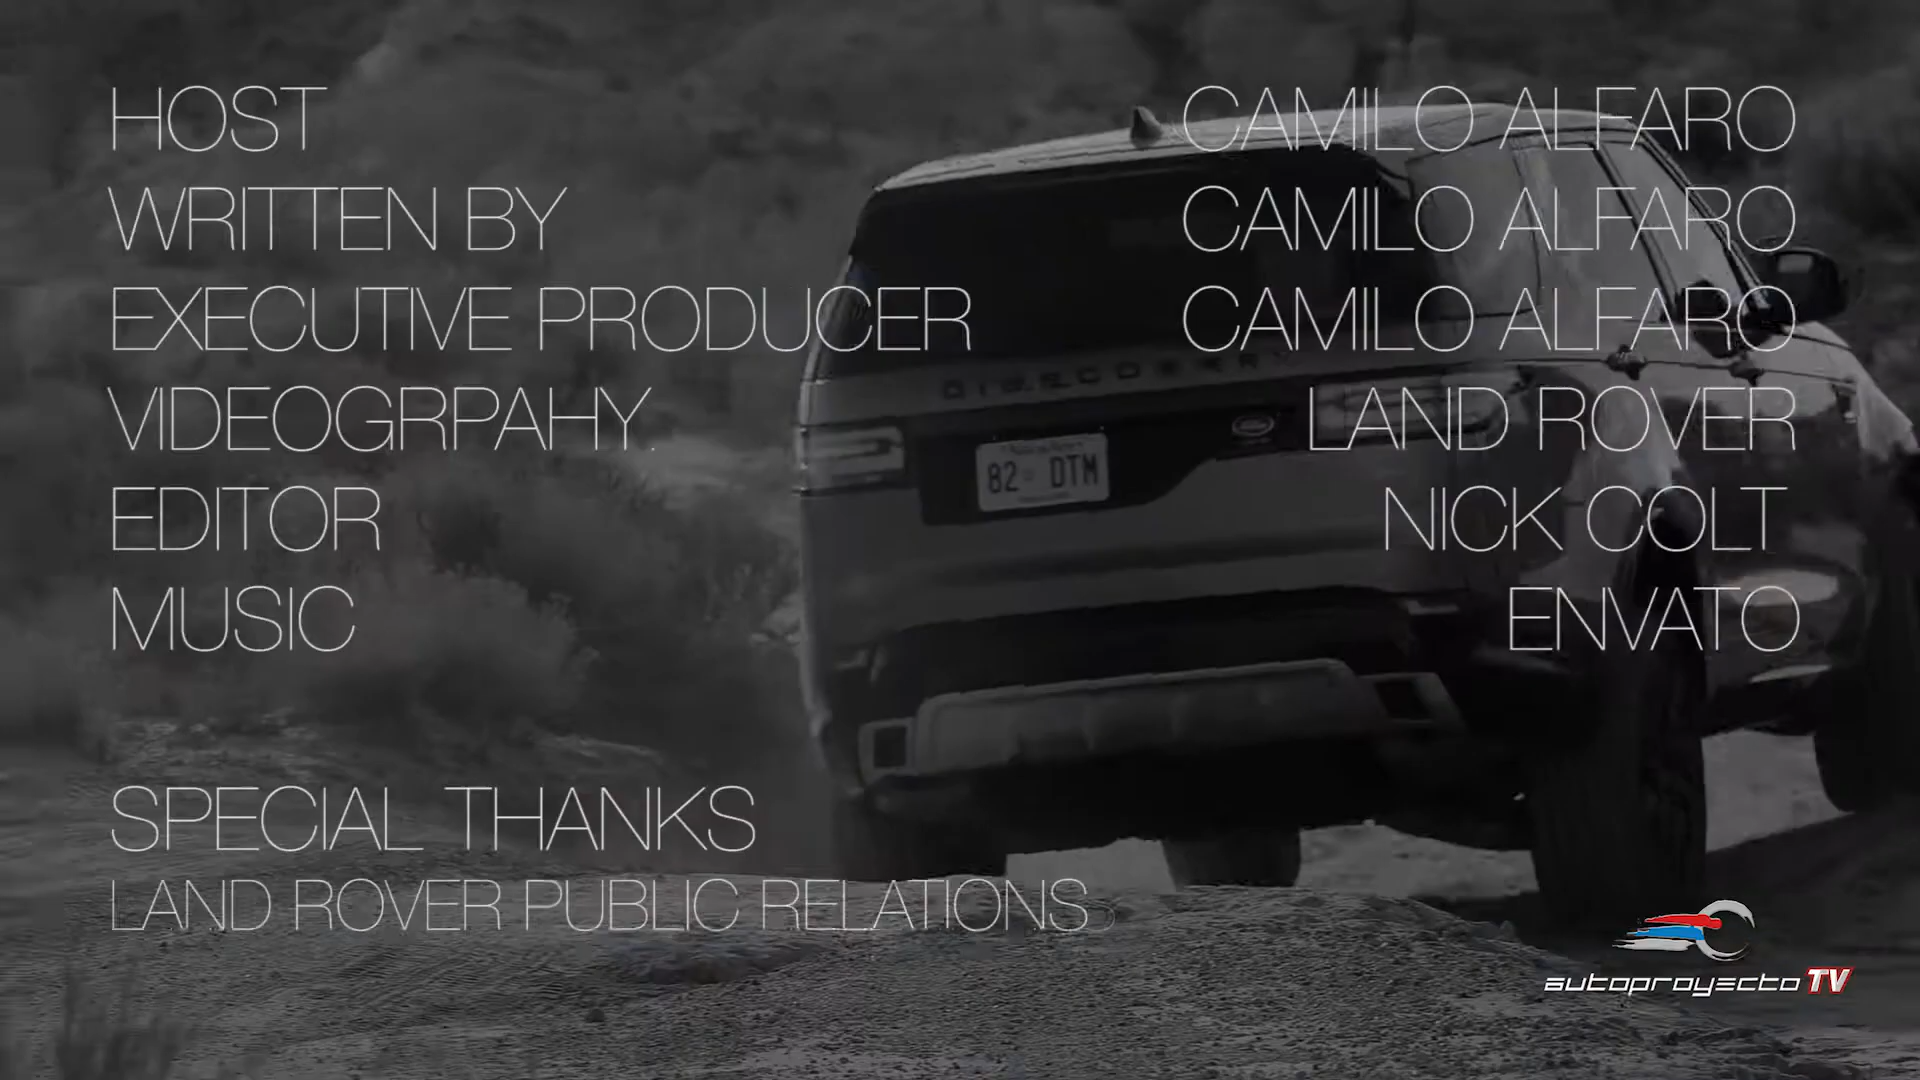 HOST CAMILO ALFARO
WRITTEN BY CAMILO ALFARO
EXECUTIVE PRODUCER CAMILO ALFARO
VIDEOGRPAHY. LAND ROVER
EDITOR NICK COLT
MUSIC ENVATO
DISCOVERY
82 DTM
SPECIAL THANKS
LAND ROVER PUBLIC RELATIONS
autoproyecto TV